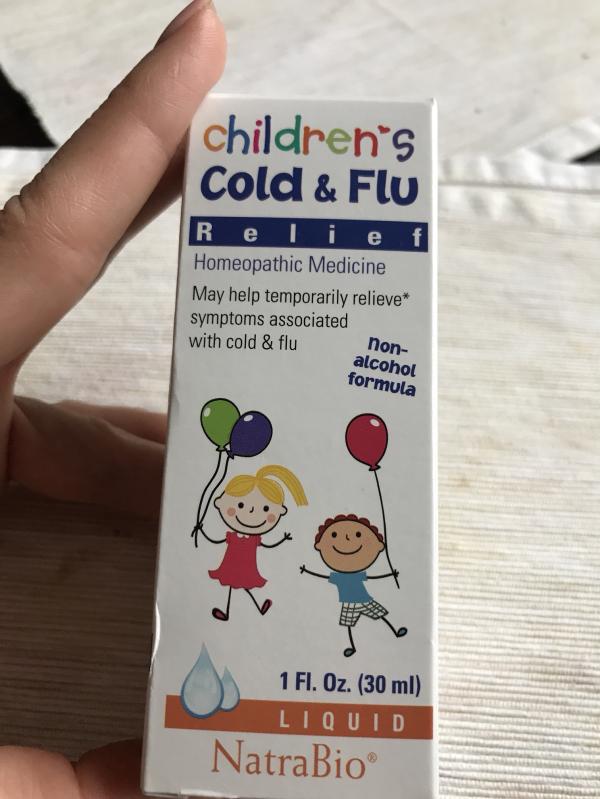 children's
Cold & Flu
Relief
Homeopathic Medicine
May help temporarily relieve*
symptoms associated
with cold & flu
non-
alcohol
formula
1 Fl. Oz. (30 ml)
LIQUID
NatraBio®